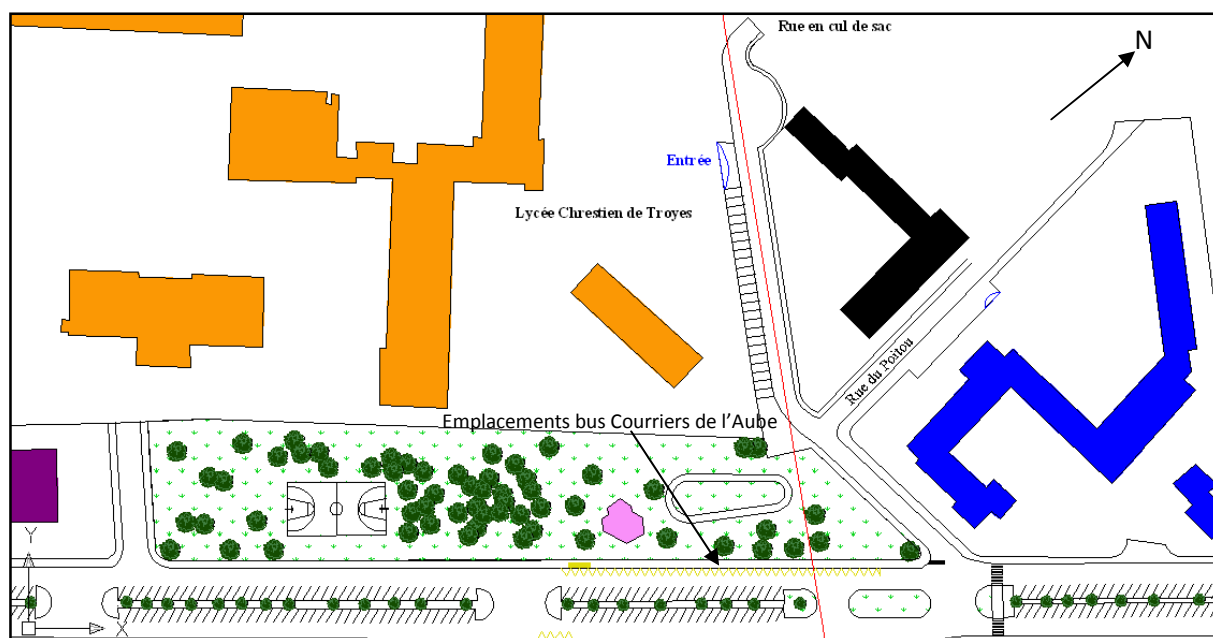 Rue en cul de sac
N
Entrée
Lycée Chrestien de Troyes
Rue du Poitou
Emplacements bus Courriers de l'Aube
Y
X